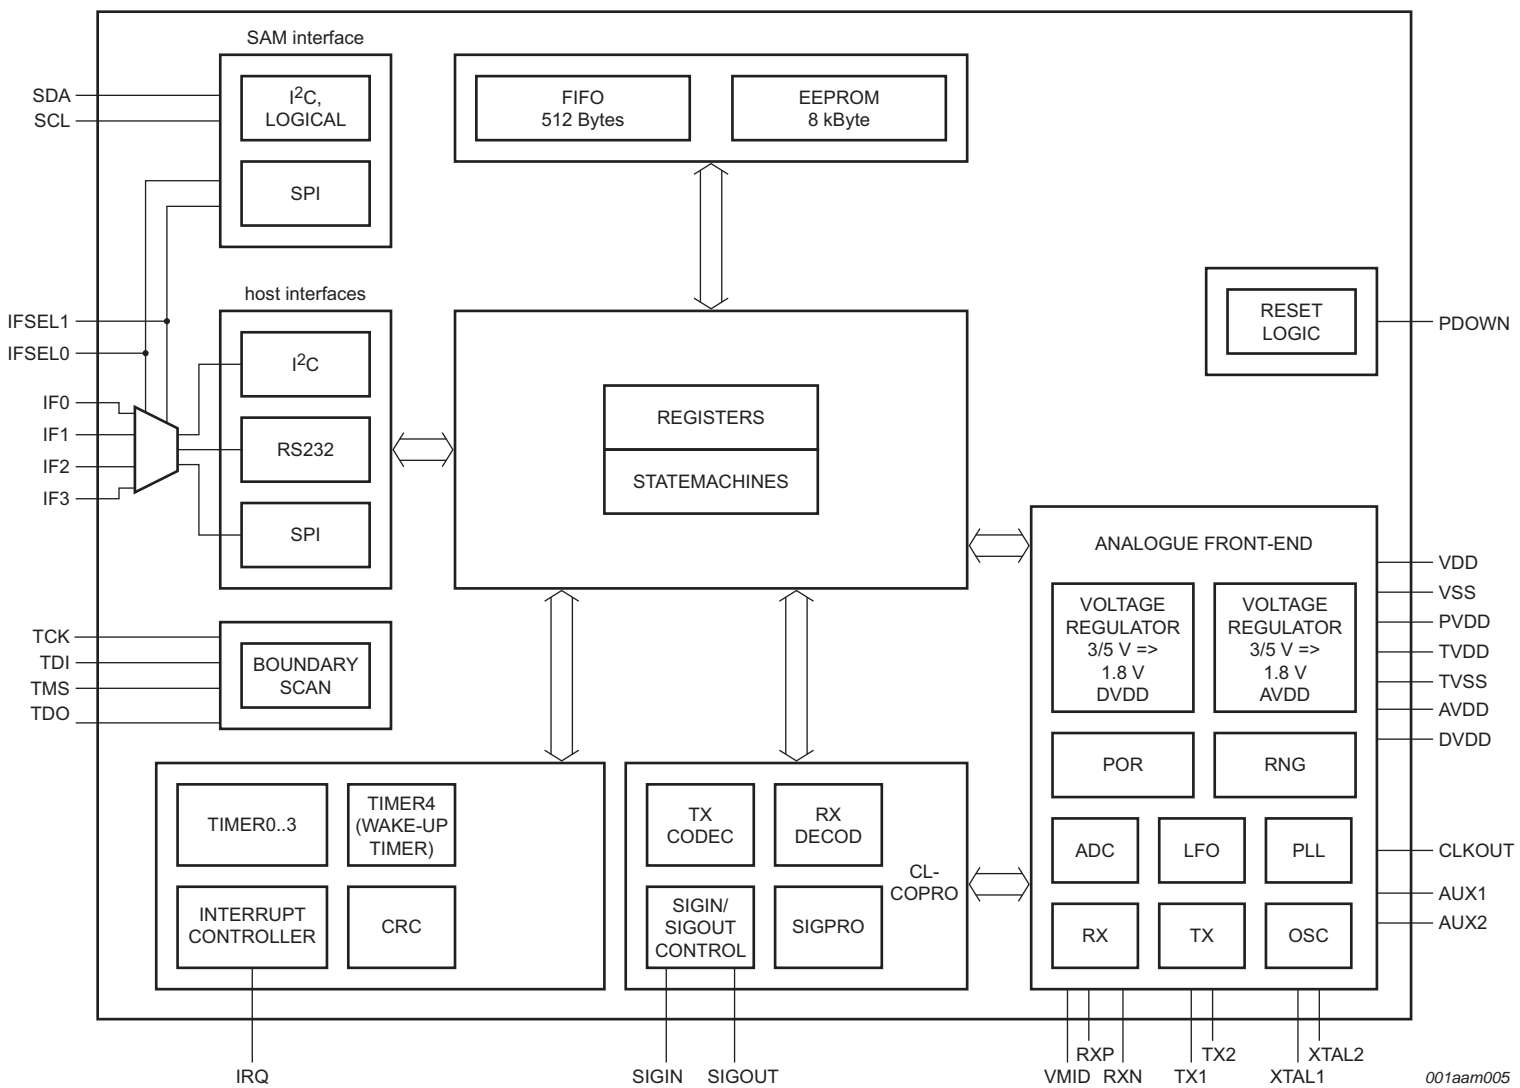 SAM interface
SDA
SCL
I²C,
LOGICAL
SPI
FIFO
512 Bytes
EEPROM
8 kByte
host interfaces
IFSEL1
IFSEL0
IF0
IF1
IF2
IF3
I²C
RS232
SPI
REGISTERS
STATEMACHINES
RESET
LOGIC
PDOWN
TCK
TDI
TMS
TDO
BOUNDARY
SCAN
ANALOGUE FRONT-END
VOLTAGE
REGULATOR
3/5 V =>
1.8 V
DVDD
VOLTAGE
REGULATOR
3/5 V =>
1.8 V
AVDD
POR
RNG
ADC
LFO
PLL
RX
TX
OSC
VDD
VSS
PVDD
TVDD
TVSS
AVDD
DVDD
CLKOUT
AUX1
AUX2
TIMER0..3
TIMER4
(WAKE-UP
TIMER)
INTERRUPT
CONTROLLER
CRC
TX
CODEC
RX
DECOD
SIGIN/
SIGOUT
CONTROL
SIGPRO
CL-
COPRO
IRQ
SIGIN
SIGOUT
VMID
RXP
RXN
TX1
TX2
XTAL1
XTAL2
001aam005